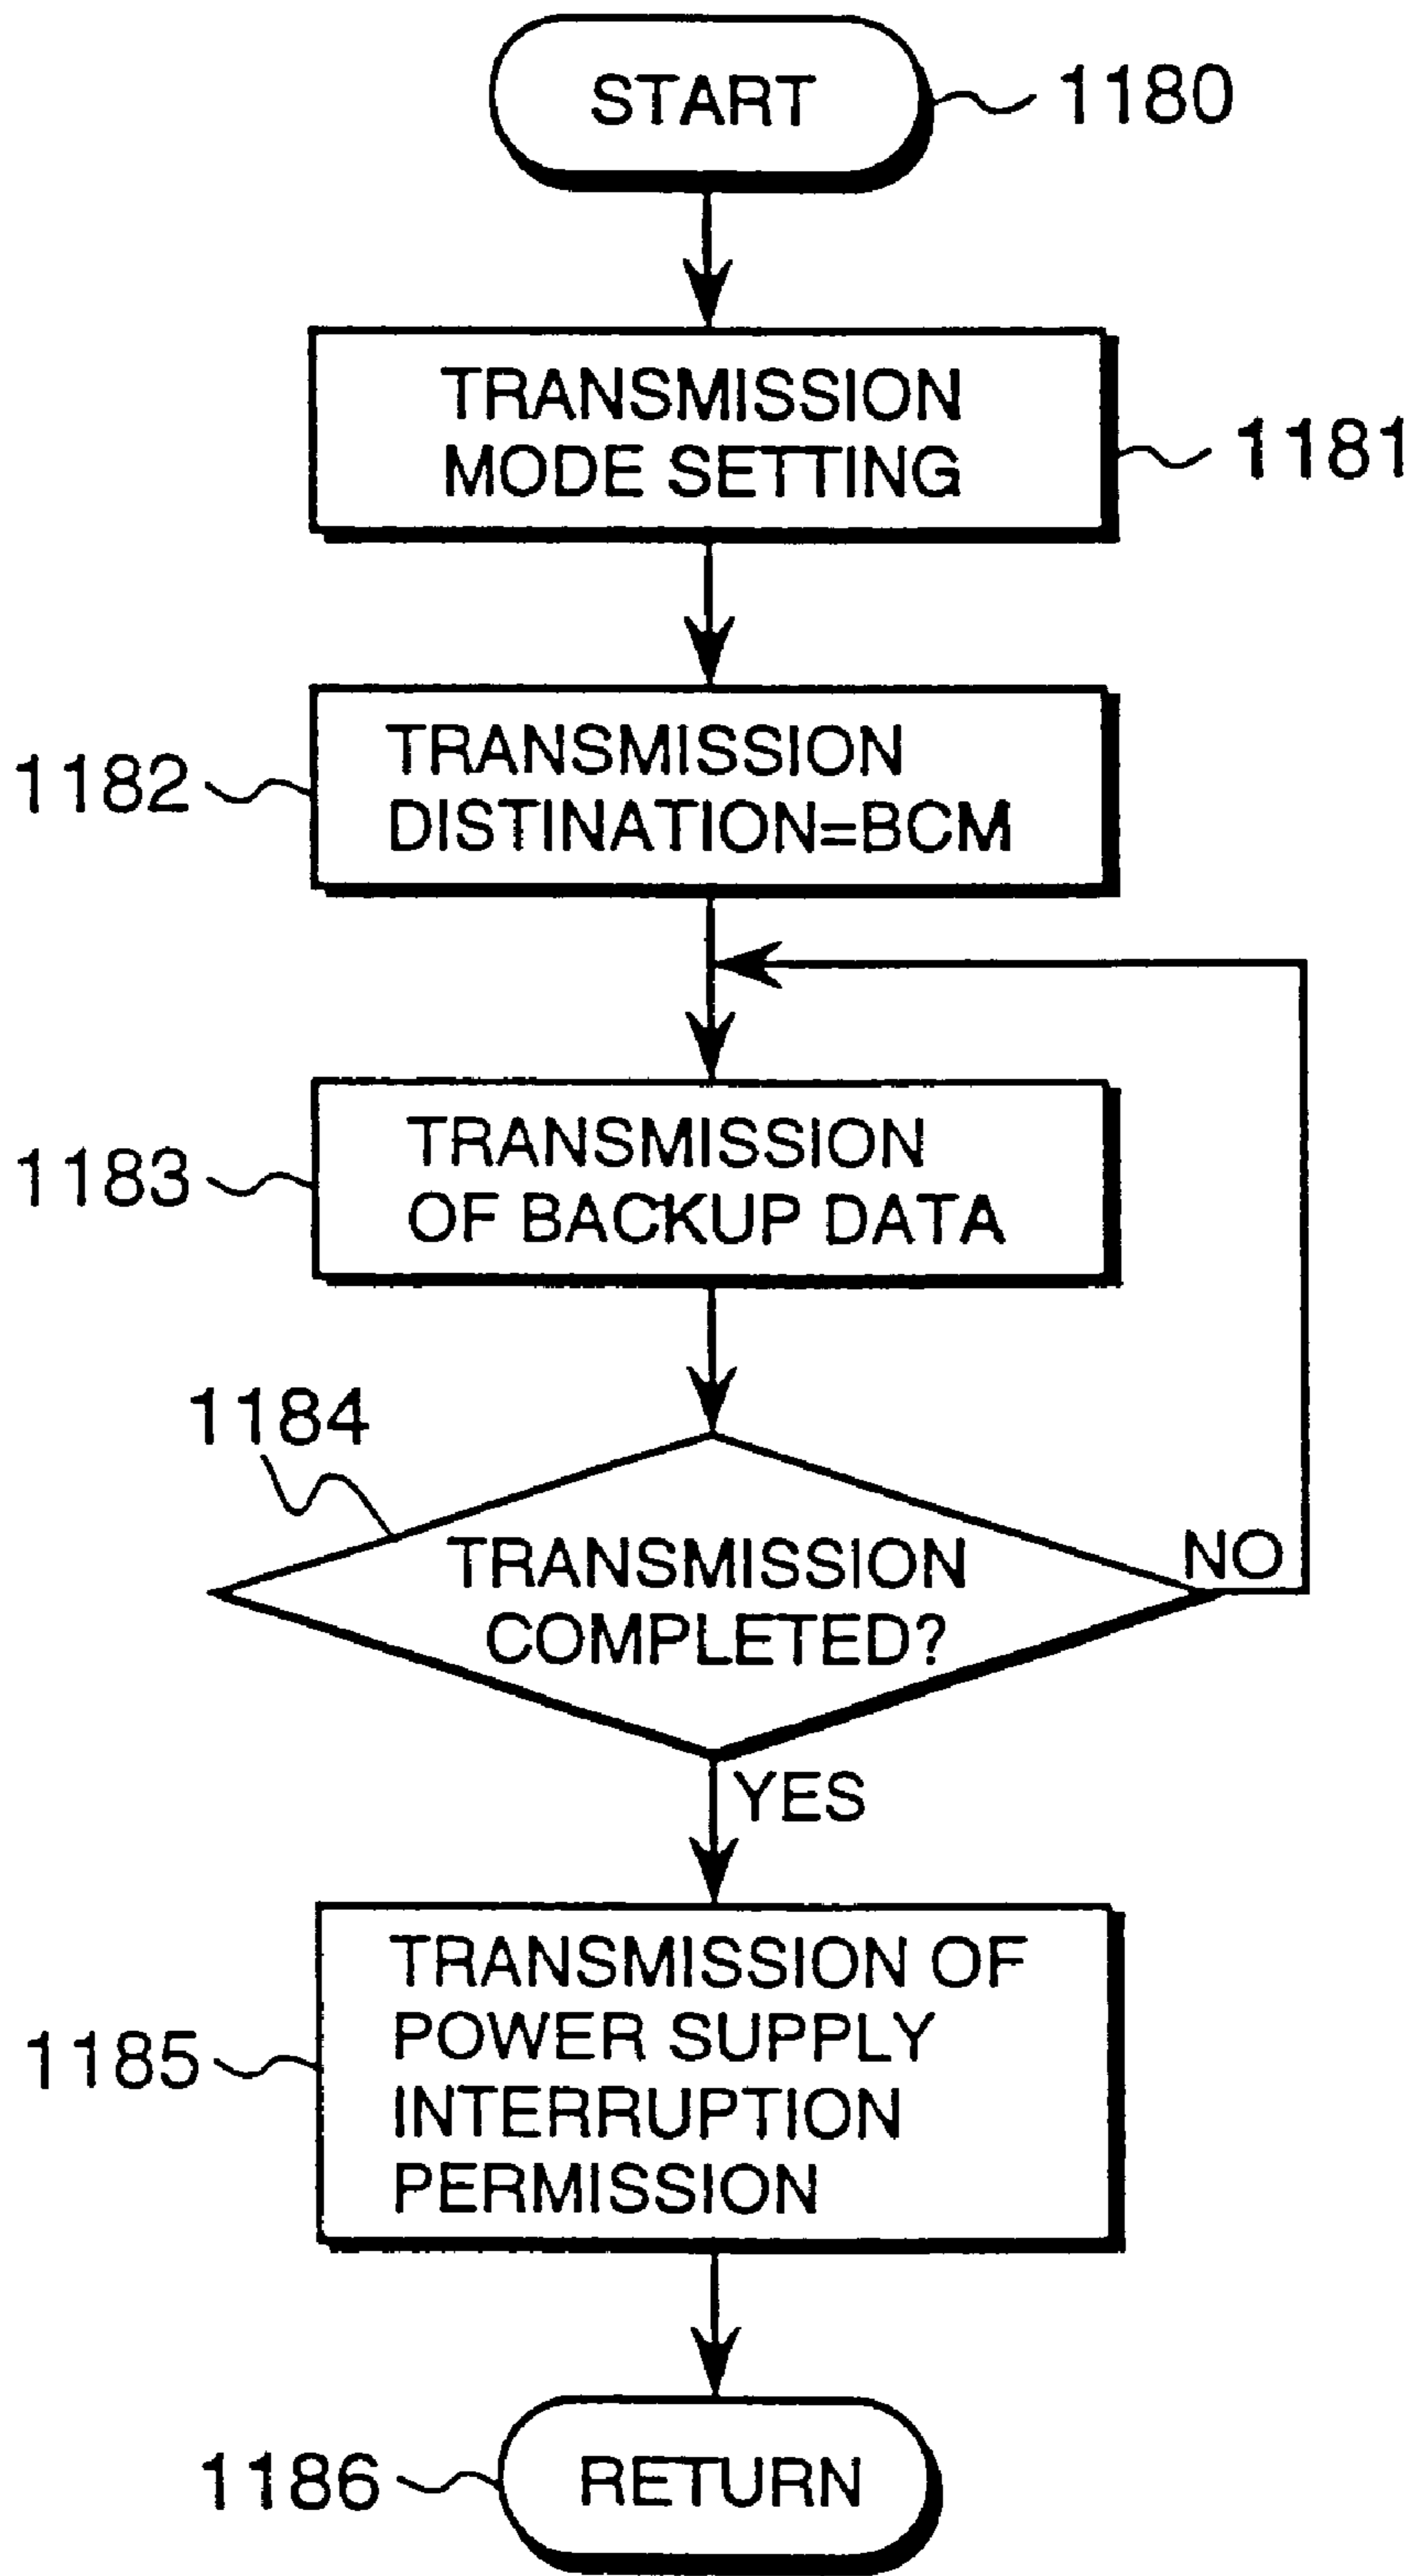 START
1180
TRANSMISSION
MODE SETTING
1181
1182
TRANSMISSION
DISTINATION=BCM
1183
TRANSMISSION
OF BACKUP DATA
1184
TRANSMISSION
COMPLETED?
NO
YES
1185
TRANSMISSION OF
POWER SUPPLY
INTERRUPTION
PERMISSION
1186
RETURN